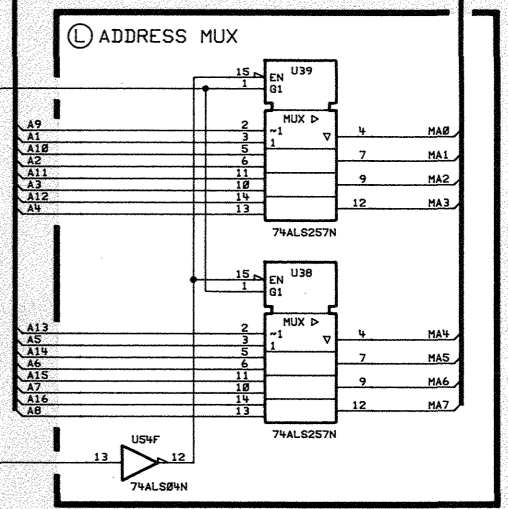 L ADDRESS MUX
15 EN U39
1 G1
MUX ▷
A9 2 ~1 4 MA0
A1 3 1 ▽
A10 5 7 MA1
A2 6
A11 11 9 MA2
A3 10
A12 14 12 MA3
A4 13
74ALS257N
15 EN U38
1 G1
MUX ▷
A13 2 ~1 4 MA4
A5 3 1 ▽
A14 5 7 MA5
A6 6
A15 11 9 MA6
A7 10
A16 14 12 MA7
A8 13
74ALS257N
U54F
13 12
74ALS04N